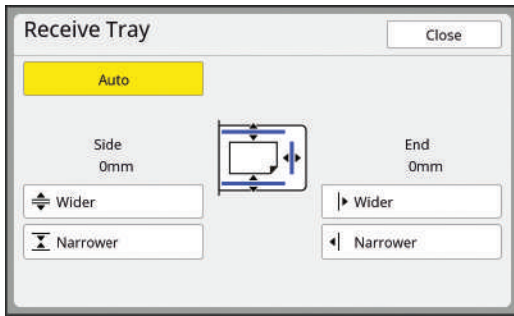 Receive Tray
Close
Auto
Side
0mm
End
0mm
Wider
Wider
Narrower
Narrower